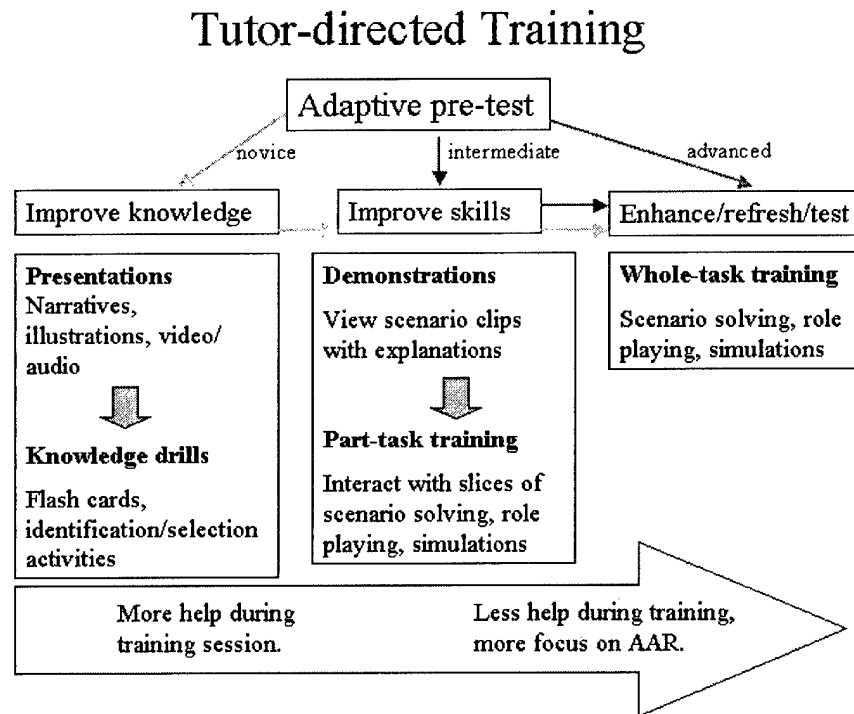 Tutor-directed Training
Adaptive pre-test
novice
intermediate
advanced
Improve knowledge
Improve skills
Enhance/refresh/test
Presentations
Narratives,
illustrations, video/
audio
Knowledge drills
Flash cards,
identification/selection
activities
Demonstrations
View scenario clips
with explanations
Part-task training
Interact with slices of
scenario solving, role
playing, simulations
Whole-task training
Scenario solving, role
playing, simulations
More help during
training session.
Less help during training,
more focus on AAR.